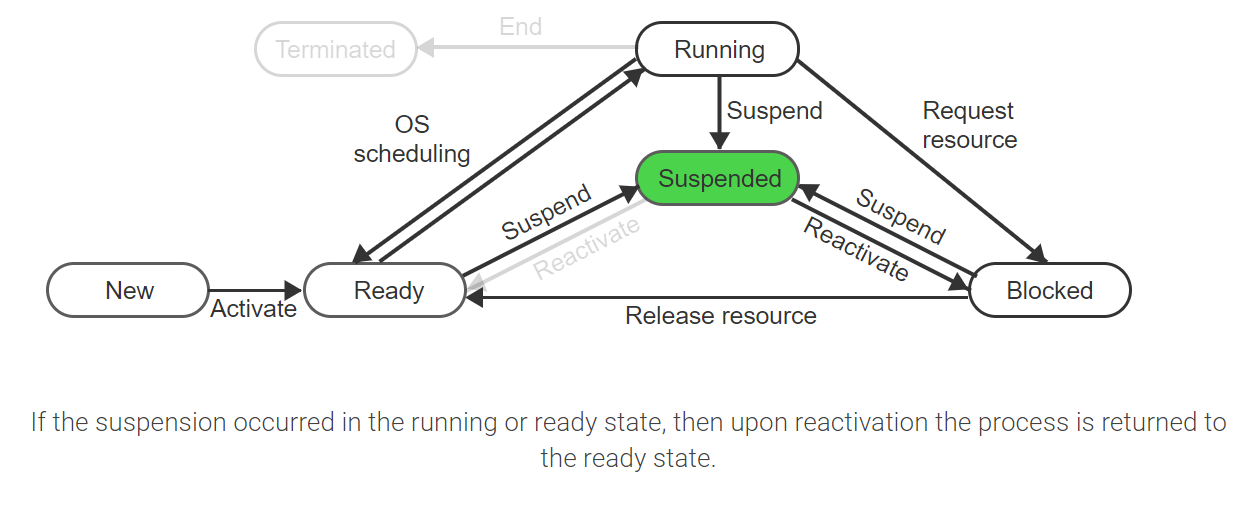 End
Terminated
Running
OS
scheduling
Suspend
Request
resource
Suspended
Suspend
Reactivate
Suspend
Reactivate
New
Activate
Ready
Release resource
Blocked
If the suspension occurred in the running or ready state, then upon reactivation the process is returned to
the ready state.